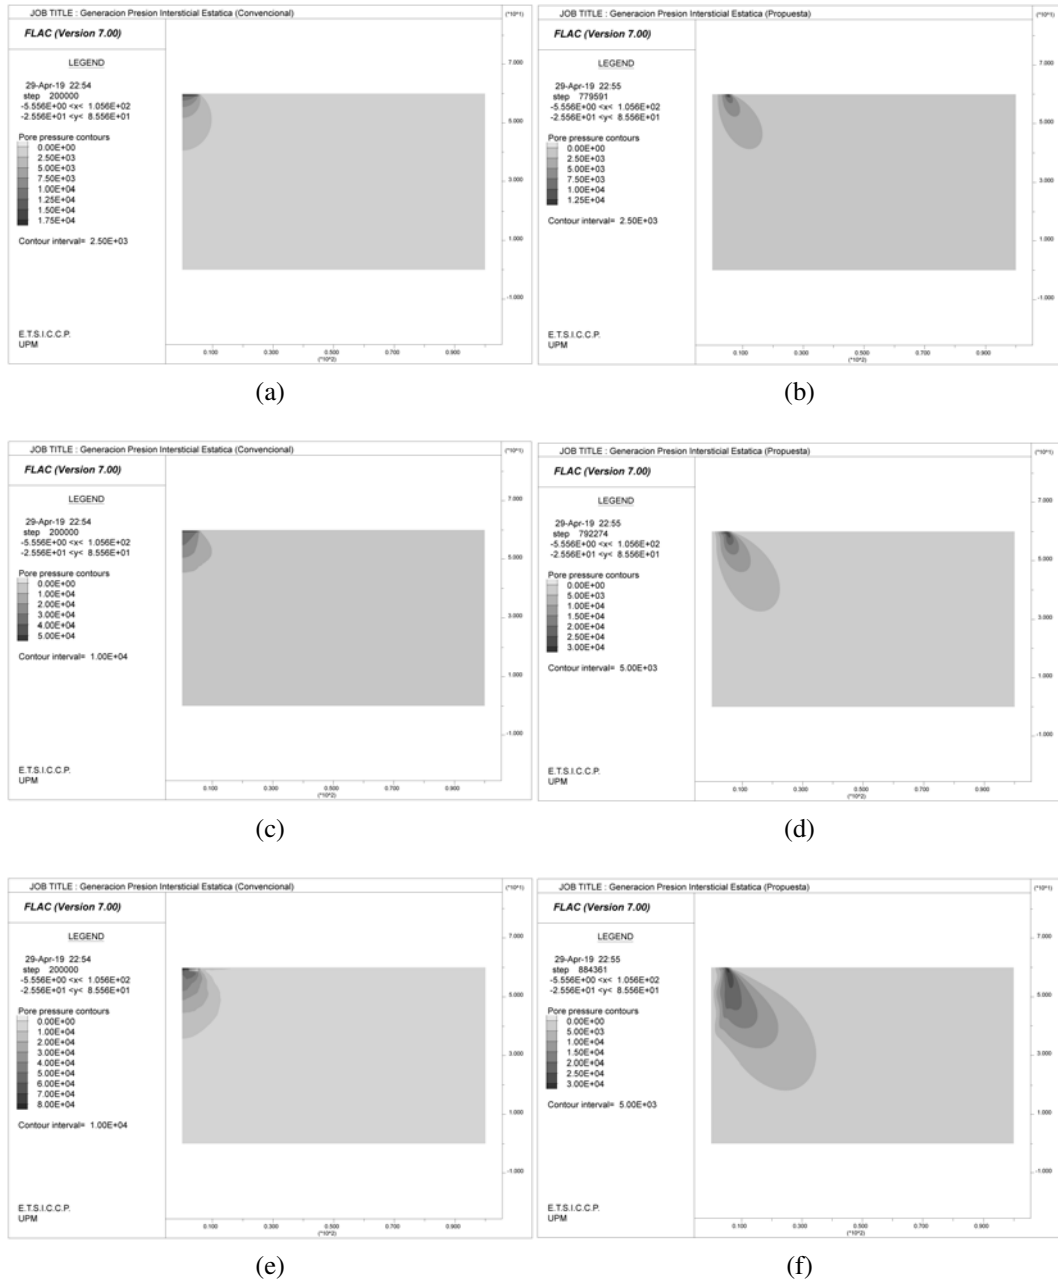 JOB TITLE : Generacion Presion Intersticial Estatica (Convencional)
(*10^1)
FLAC (Version 7.00)
LEGEND
29-Apr-19 22:54
step 200000
-5.556E+00 <x< 1.056E+02
-2.556E+01 <y< 8.556E+01
Pore pressure contours
0.00E+00
2.50E+03
5.00E+03
7.50E+03
1.00E+04
1.25E+04
1.50E+04
1.75E+04
Contour interval= 2.50E+03
E.T.S.I.C.C.P.
UPM
7.000
5.000
3.000
1.000
-1.000
0.100 0.300 0.500 0.700 0.900
(*10^2)
(a)
JOB TITLE : Generacion Presion Intersticial Estatica (Propuesta)
(*10^1)
FLAC (Version 7.00)
LEGEND
29-Apr-19 22:55
step 779591
-5.556E+00 <x< 1.056E+02
-2.556E+01 <y< 8.556E+01
Pore pressure contours
0.00E+00
2.50E+03
5.00E+03
7.50E+03
1.00E+04
1.25E+04
Contour interval= 2.50E+03
E.T.S.I.C.C.P.
UPM
7.000
5.000
3.000
1.000
-1.000
0.100 0.300 0.500 0.700 0.900
(*10^2)
(b)
JOB TITLE : Generacion Presion Intersticial Estatica (Convencional)
(*10^1)
FLAC (Version 7.00)
LEGEND
29-Apr-19 22:54
step 200000
-5.556E+00 <x< 1.056E+02
-2.556E+01 <y< 8.556E+01
Pore pressure contours
0.00E+00
1.00E+04
2.00E+04
3.00E+04
4.00E+04
5.00E+04
Contour interval= 1.00E+04
E.T.S.I.C.C.P.
UPM
7.000
5.000
3.000
1.000
-1.000
0.100 0.300 0.500 0.700 0.900
(*10^2)
(c)
JOB TITLE : Generacion Presion Intersticial Estatica (Propuesta)
(*10^1)
FLAC (Version 7.00)
LEGEND
29-Apr-19 22:55
step 792274
-5.556E+00 <x< 1.056E+02
-2.556E+01 <y< 8.556E+01
Pore pressure contours
0.00E+00
5.00E+03
1.00E+04
1.50E+04
2.00E+04
2.50E+04
3.00E+04
Contour interval= 5.00E+03
E.T.S.I.C.C.P.
UPM
7.000
5.000
3.000
1.000
-1.000
0.100 0.300 0.500 0.700 0.900
(*10^2)
(d)
JOB TITLE : Generacion Presion Intersticial Estatica (Convencional)
(*10^1)
FLAC (Version 7.00)
LEGEND
29-Apr-19 22:54
step 200000
-5.556E+00 <x< 1.056E+02
-2.556E+01 <y< 8.556E+01
Pore pressure contours
0.00E+00
1.00E+04
2.00E+04
3.00E+04
4.00E+04
5.00E+04
6.00E+04
7.00E+04
8.00E+04
Contour interval= 1.00E+04
E.T.S.I.C.C.P.
UPM
7.000
5.000
3.000
1.000
-1.000
0.100 0.300 0.500 0.700 0.900
(*10^2)
(e)
JOB TITLE : Generacion Presion Intersticial Estatica (Propuesta)
(*10^1)
FLAC (Version 7.00)
LEGEND
29-Apr-19 22:55
step 884361
-5.556E+00 <x< 1.056E+02
-2.556E+01 <y< 8.556E+01
Pore pressure contours
0.00E+00
5.00E+03
1.00E+04
1.50E+04
2.00E+04
2.50E+04
3.00E+04
Contour interval= 5.00E+03
E.T.S.I.C.C.P.
UPM
7.000
5.000
3.000
1.000
-1.000
0.100 0.300 0.500 0.700 0.900
(*10^2)
(f)